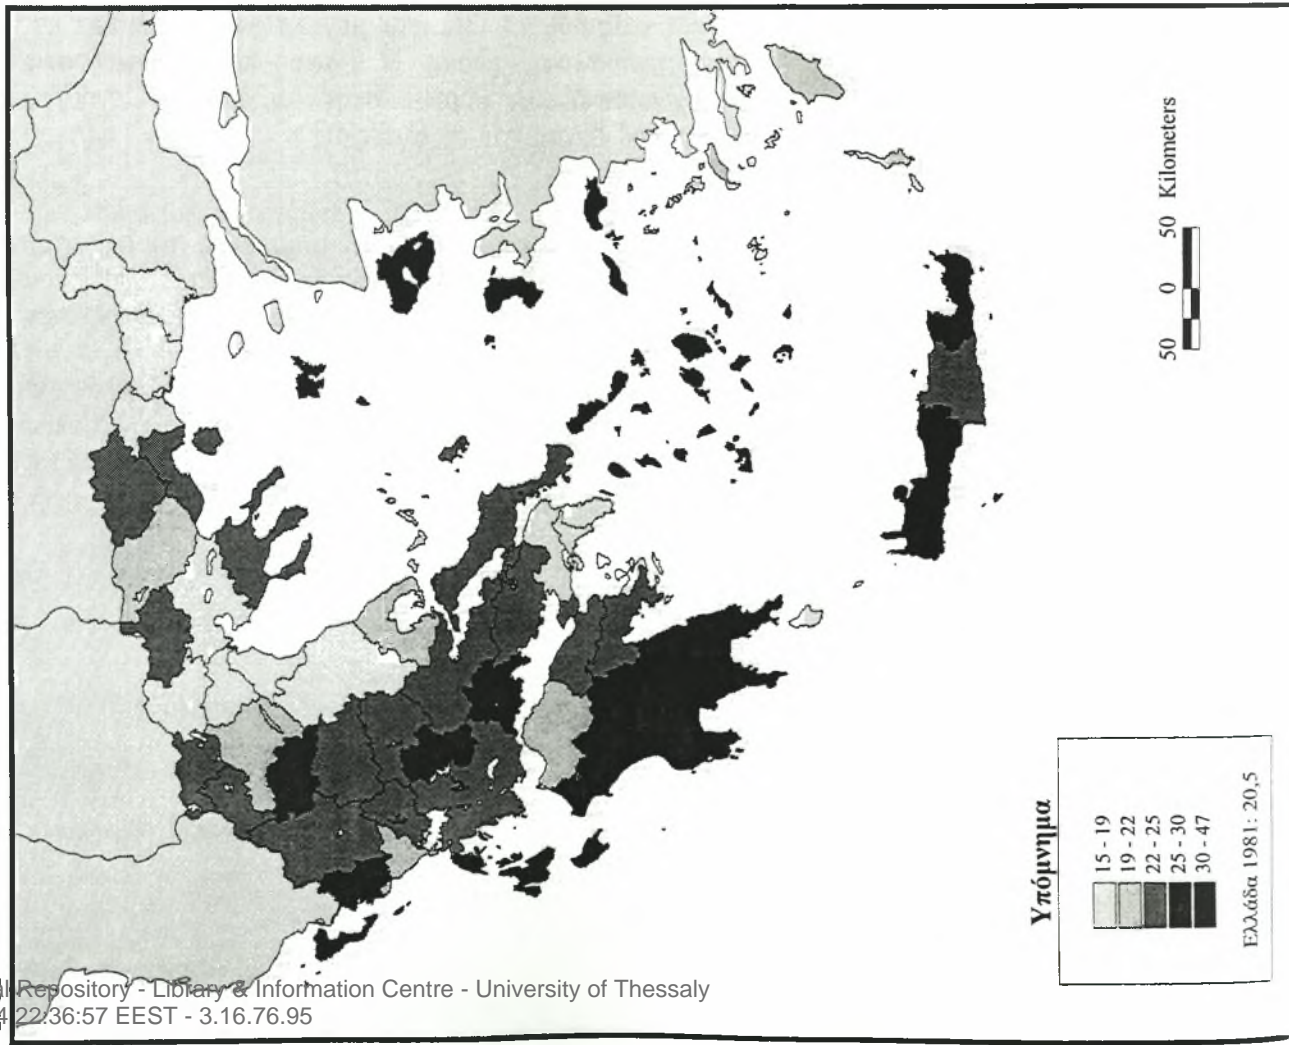 50 0 50 Kilometers
Υπόμνημα
15 - 19
19 - 22
22 - 25
25 - 30
30 - 47
Ελλάδα 1981: 20,5
Repository - Library & Information Centre - University of Thessaly
22:36:57 EEST - 3.16.76.95